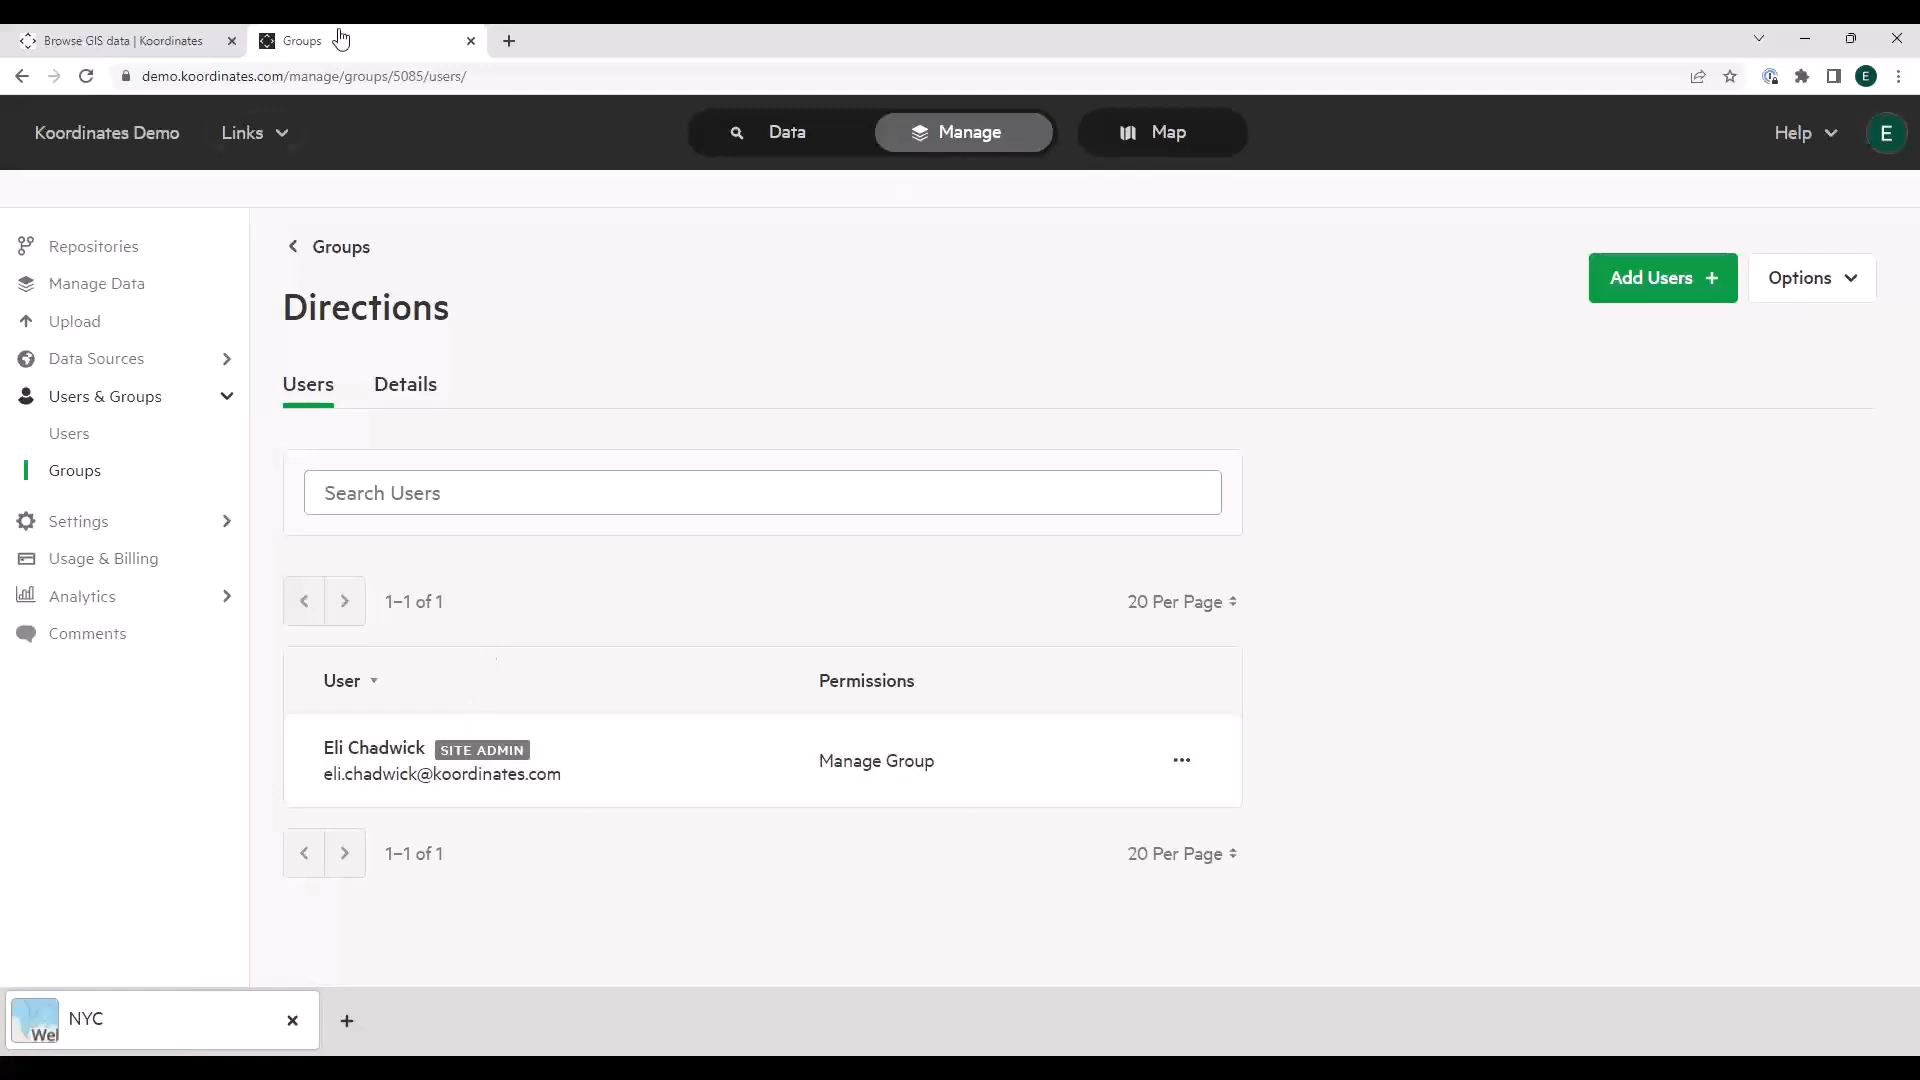 Browse GIS data | Koordinates
Groups
demo.koordinates.com/manage/groups/5085/users/
E
Koordinates Demo
Links
Data
Manage
Map
Help
E
Repositories
Manage Data
Upload
Data Sources
Users & Groups
Users
Groups
Settings
Usage & Billing
Analytics
Comments
Groups
Directions
Add Users +
Options
Users
Details
Search Users
1–1 of 1
20 Per Page
User
Permissions
Eli Chadwick SITE ADMIN
eli.chadwick@koordinates.com
Manage Group
1–1 of 1
20 Per Page
Wel
NYC